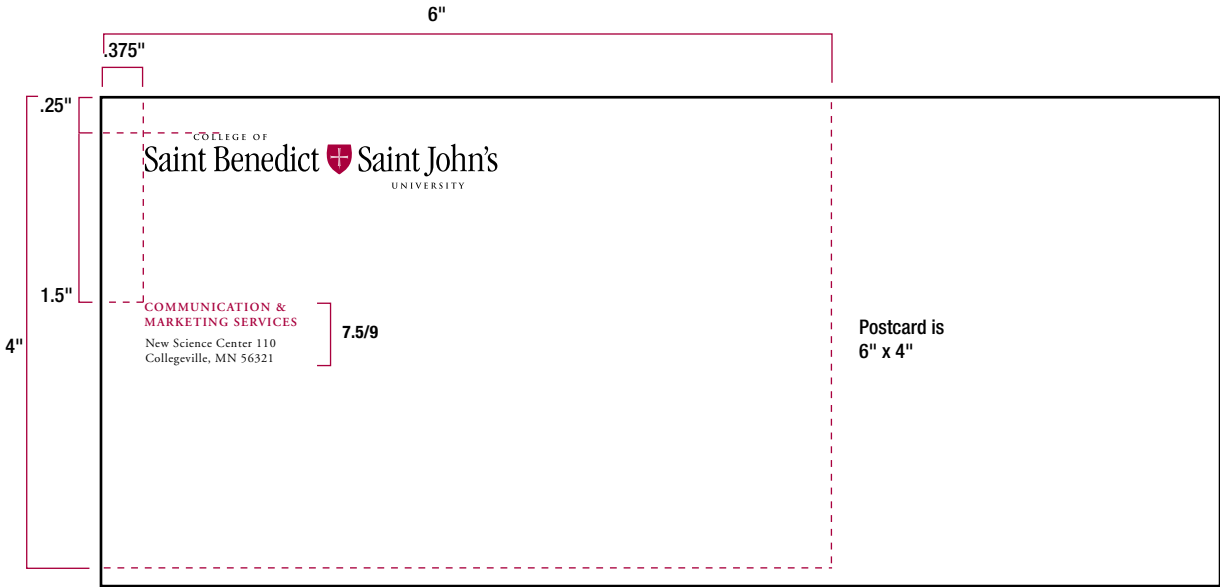 6"
.375"
.25"
COLLEGE OF
Saint Benedict Saint John's
UNIVERSITY
1.5"
COMMUNICATION &
MARKETING SERVICES
New Science Center 110
Collegeville, MN 56321
7.5/9
4"
Postcard is
6" x 4"